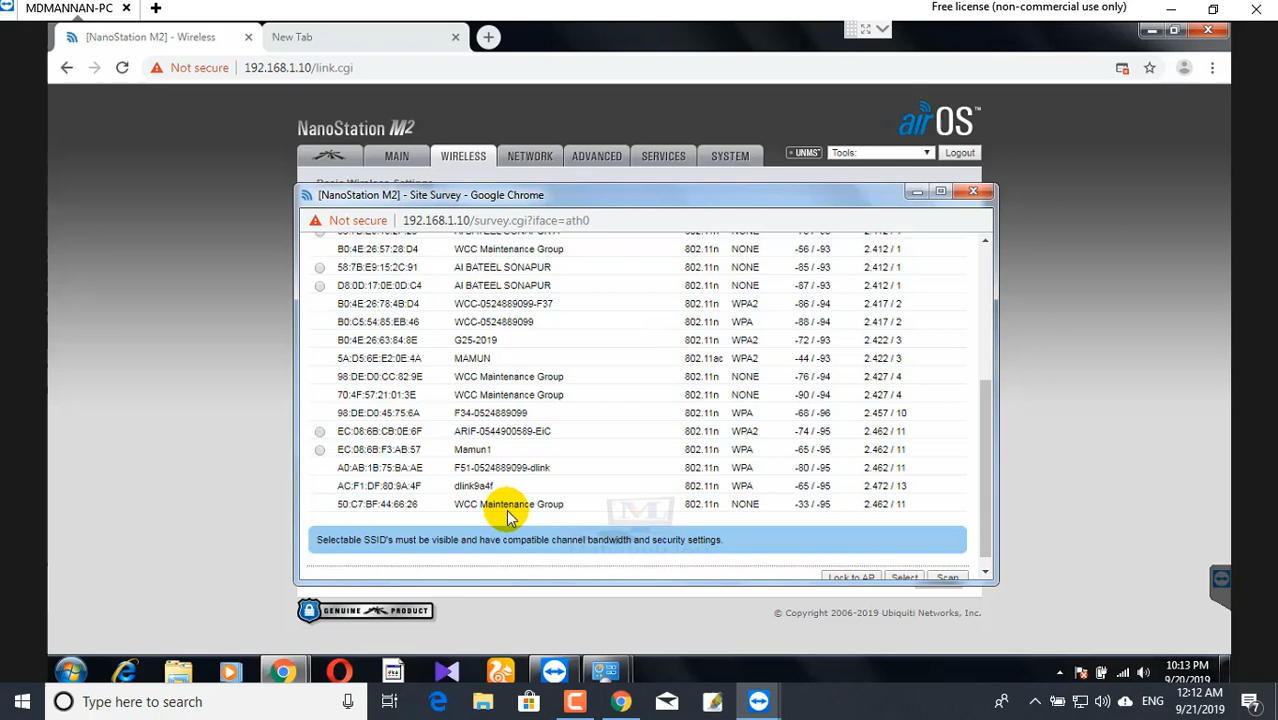 MDMANNAN-PC
Free license (non-commercial use only)
[NanoStation M2] - Wireless
New Tab
Not secure 192.168.1.10/link.cgi
NanoStation M2
airOS™
MAIN WIRELESS NETWORK ADVANCED SERVICES SYSTEM
UNMS™ Tools: Logout
Basic Wireless Settings
[NanoStation M2] - Site Survey - Google Chrome
Not secure 192.168.1.10/survey.cgi?iface=ath0
B0:4E:26:57:28:D4 WCC Maintenance Group 802.11n NONE -56 / -93 2.412 / 1
58:7B:E9:15:2C:91 Al BATEEL SONAPUR 802.11n NONE -85 / -93 2.412 / 1
D8:0D:17:0E:0D:C4 Al BATEEL SONAPUR 802.11n NONE -87 / -93 2.412 / 1
B0:4E:26:78:4B:D4 WCC-0524889099-F37 802.11n WPA2 -86 / -94 2.417 / 2
B0:C5:54:85:EB:46 WCC-0524889099 802.11n WPA -88 / -94 2.417 / 2
B0:4E:26:63:84:8E G25-2019 802.11n WPA2 -72 / -93 2.422 / 3
5A:D5:6E:E2:0E:4A MAMUN 802.11ac WPA2 -44 / -93 2.422 / 3
98:DE:D0:CC:82:9E WCC Maintenance Group 802.11n NONE -76 / -94 2.427 / 4
70:4F:57:21:01:3E WCC Maintenance Group 802.11n NONE -90 / -94 2.427 / 4
98:DE:D0:45:75:6A F34-0524889099 802.11n WPA -68 / -96 2.457 / 10
EC:08:6B:CB:0E:6F ARIF-0544900589-EiC 802.11n WPA2 -74 / -95 2.462 / 11
EC:08:6B:F3:AB:57 Mamun1 802.11n WPA2 -70 / -95 2.462 / 11
A0:AB:1B:75:BA:AE F51-0524889099-dlink 802.11n WPA -80 / -95 2.462 / 11
AC:F1:DF:80:9A:4F dlink9a4f 802.11n WPA -65 / -95 2.472 / 13
50:C7:BF:44:66:26 WCC Maintenance Group 802.11n NONE -33 / -95 2.462 / 11
Selectable SSID's must be visible and have compatible channel bandwidth and security settings.
Lock to AP Select Scan
GENUINE PRODUCT
© Copyright 2006-2019 Ubiquiti Networks, Inc.
10:13 PM
9/20/2019
Type here to search
ENG
12:12 AM
9/21/2019
7